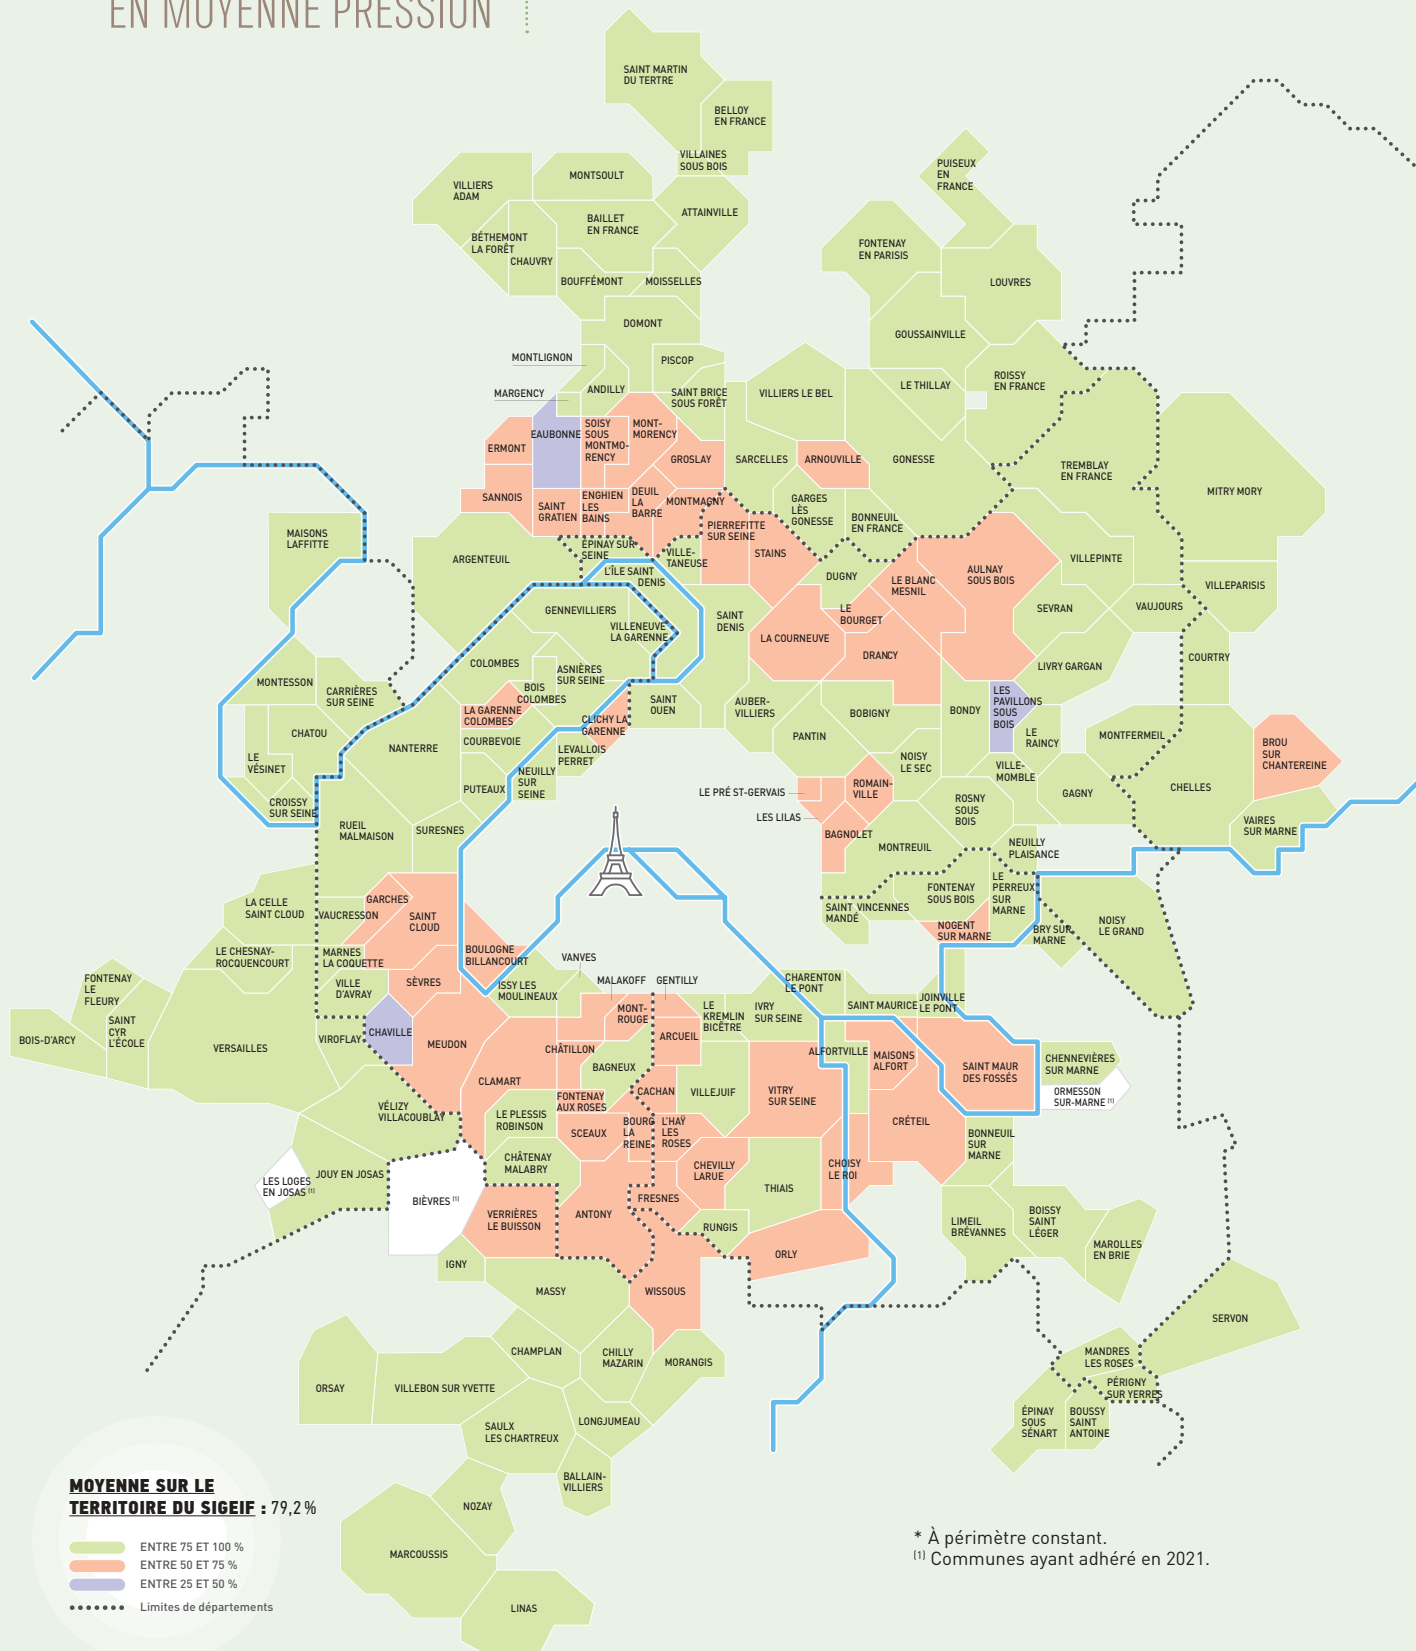 EN MOYENNE PRESSION
SAINT MARTIN
DU TERTRE
BELLOY
EN FRANCE
VILLAINES
SOUS BOIS
PUISEUX
EN
FRANCE
MONTSOULT
VILLIERS
ADAM
ATTAINVILLE
BAILLET
EN FRANCE
BÉTHEMONT
LA FORÊT
CHAUVRY
FONTENAY
EN PARISIS
BOUFFÉMONT
MOISSELLES
LOUVRES
DOMONT
GOUSSAINVILLE
MONTLIGNON
PISCOP
ROISSY
EN FRANCE
MARGENCY
ANDILLY
SAINT BRICE
SOUS FORÊT
VILLIERS LE BEL
LE THILLAY
EAUBONNE
SOISY
SOUS
MONTMO-
RENCY
MONT-
MORENCY
ERMONT
GROSLAY
SARCELLES
ARNOUVILLE
GONESSE
TREMBLAY
EN FRANCE
MITRY MORY
SANNOIS
SAINT
GRATIEN
ENGHIEN
LES
BAINS
DEUIL
LA
BARRE
MONTMAGNY
GARGES
LÈS
GONESSE
BONNEUIL
EN FRANCE
PIERREFITTE
SUR SEINE
STAINS
MAISONS
LAFFITTE
ARGENTEUIL
ÉPINAY SUR
SEINE
VILLE-
TANEUSE
L'ÎLE SAINT
DENIS
DUGNY
LE BLANC
MESNIL
AULNAY
SOUS BOIS
VILLEPINTE
VILLEPARISIS
GENNEVILLIERS
VILLENEUVE
LA GARENNE
SAINT
DENIS
LE
BOURGET
SEVRAN
VAUJOURS
LA COURNEUVE
DRANCY
COURTRY
LIVRY GARGAN
COLOMBES
ASNIÈRES
SUR SEINE
BOIS
COLOMBES
MONTESSON
CARRIÈRES
SUR SEINE
LA GARENNE
COLOMBES
CLICHY LA
GARENNE
SAINT
OUEN
AUBER-
VILLIERS
BOBIGNY
BONDY
LES
PAVILLONS
SOUS
BOIS
CHATOU
NANTERRE
COURBEVOIE
LEVALLOIS
PERRET
PANTIN
LE
RAINCY
MONTFERMEIL
BROU
SUR
CHANTEREINE
LE
VÉSINET
NOISY
LE SEC
VILLE-
MOMBLE
CHELLES
GAGNY
PUTEAUX
NEUILLY
SUR
SEINE
LE PRÉ ST-GERVAIS
ROMAIN-
VILLE
CROISSY
SUR SEINE
ROSNY
SOUS
BOIS
LES LILAS
RUEIL
MALMAISON
SURESNES
BAGNOLET
VAIRES
SUR MARNE
MONTREUIL
NEUILLY
PLAISANCE
GARCHES
LA CELLE
SAINT CLOUD
VAUCRESSON
SAINT
CLOUD
SAINT
MANDÉ
VINCENNES
FONTENAY
SOUS BOIS
LE
PERREUX
SUR
MARNE
NOISY
LE GRAND
NOGENT
SUR MARNE
BRY SUR
MARNE
LE CHESNAY-
ROCQUENCOURT
MARNES
LA COQUETTE
BOULOGNE
BILLANCOURT
VANVES
FONTENAY
LE
FLEURY
VILLE
D'AVRAY
SÈVRES
ISSY LES
MOULINEAUX
MALAKOFF
GENTILLY
CHARENTON
LE PONT
JOINVILLE
LE PONT
SAINT MAURICE
MONT-
ROUGE
LE
KREMLIN
BICÊTRE
IVRY
SUR SEINE
SAINT
CYR
L'ÉCOLE
BOIS-D'ARCY
VERSAILLES
VIROFLAY
CHAVILLE
MEUDON
CHÂTILLON
ARCUEIL
ALFORTVILLE
MAISONS
ALFORT
SAINT MAUR
DES FOSSÉS
CHENNEVIÈRES
SUR MARNE
BAGNEUX
CLAMART
ORMESSON
SUR-MARNE (1)
FONTENAY
AUX ROSES
CACHAN
VILLEJUIF
VITRY
SUR SEINE
VÉLIZY
VILLACOUBLAY
LE PLESSIS
ROBINSON
SCEAUX
BOURG
LA
REINE
L'HAŸ
LES
ROSES
CRÉTEIL
BONNEUIL
SUR
MARNE
CHÂTENAY
MALABRY
CHEVILLY
LARUE
CHOISY
LE ROI
JOUY EN JOSAS
LES LOGES
EN JOSAS (1)
BIÈVRES (1)
THIAIS
FRESNES
VERRIÈRES
LE BUISSON
ANTONY
RUNGIS
LIMEIL
BRÉVANNES
BOISSY
SAINT
LÉGER
ORLY
MAROLLES
EN BRIE
IGNY
MASSY
WISSOUS
SERVON
CHAMPLAN
CHILLY
MAZARIN
MORANGIS
MANDRES
LES ROSES
ORSAY
VILLEBON SUR YVETTE
PÉRIGNY
SUR YERRES
LONGJUMEAU
ÉPINAY
SOUS
SÉNART
BOUSSY
SAINT
ANTOINE
SAULX
LES CHARTREUX
BALLAIN-
VILLIERS
NOZAY
MARCOUSSIS
LINAS
MOYENNE SUR LE
TERRITOIRE DU SIGEIF : 79,2 %
ENTRE 75 ET 100 %
ENTRE 50 ET 75 %
ENTRE 25 ET 50 %
Limites de départements
* À périmètre constant.
(1) Communes ayant adhéré en 2021.